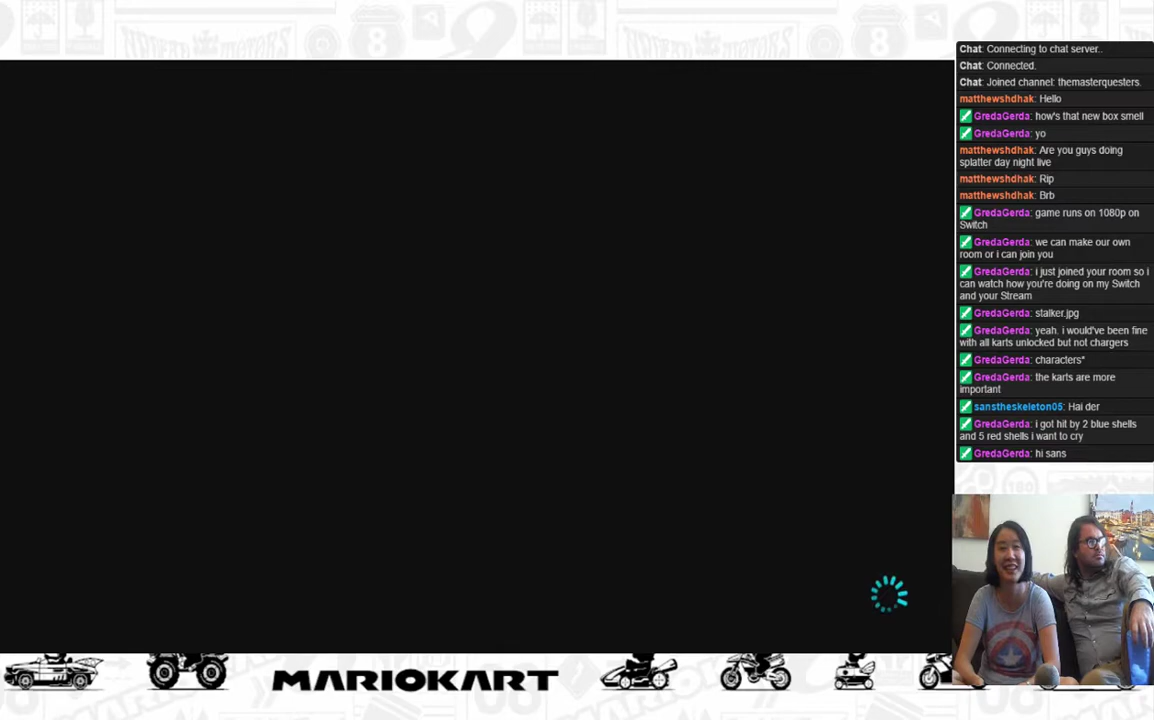 8
8
Chat: Connecting to chat server..
Chat: Connected.
Chat: Joined channel: themasterquesters.
matthewshdhak: Hello
GredaGerda: how's that new box smell
GredaGerda: yo
matthewshdhak: Are you guys doing
splatter day night live
matthewshdhak: Rip
matthewshdhak: Brb
GredaGerda: game runs on 1080p on
Switch
GredaGerda: we can make our own
room or i can join you
GredaGerda: i just joined your room so i
can watch how you're doing on my Switch
and your Stream
GredaGerda: stalker.jpg
GredaGerda: yeah. i would've been fine
with all karts unlocked but not chargers
GredaGerda: characters*
GredaGerda: the karts are more
important
sanstheskeleton05: Hai der
GredaGerda: i got hit by 2 blue shells
and 5 red shells i want to cry
GredaGerda: hi sans
MARIOKART